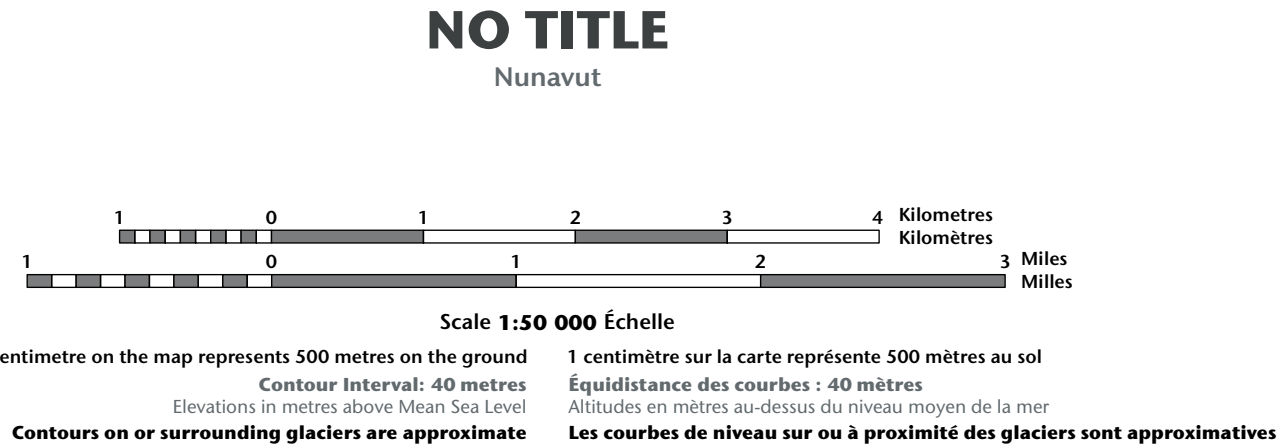 NO TITLE
Nunavut
1 0 1 2 3 4 Kilometres
Kilomètres
1 0 1 2 3 Miles
Milles
Scale 1:50 000 Échelle
entimetre on the map represents 500 metres on the ground
1 centimètre sur la carte représente 500 mètres au sol
Contour Interval: 40 metres
Équidistance des courbes : 40 mètres
Elevations in metres above Mean Sea Level
Altitudes en mètres au-dessus du niveau moyen de la mer
Contours on or surrounding glaciers are approximate
Les courbes de niveau sur ou à proximité des glaciers sont approximatives